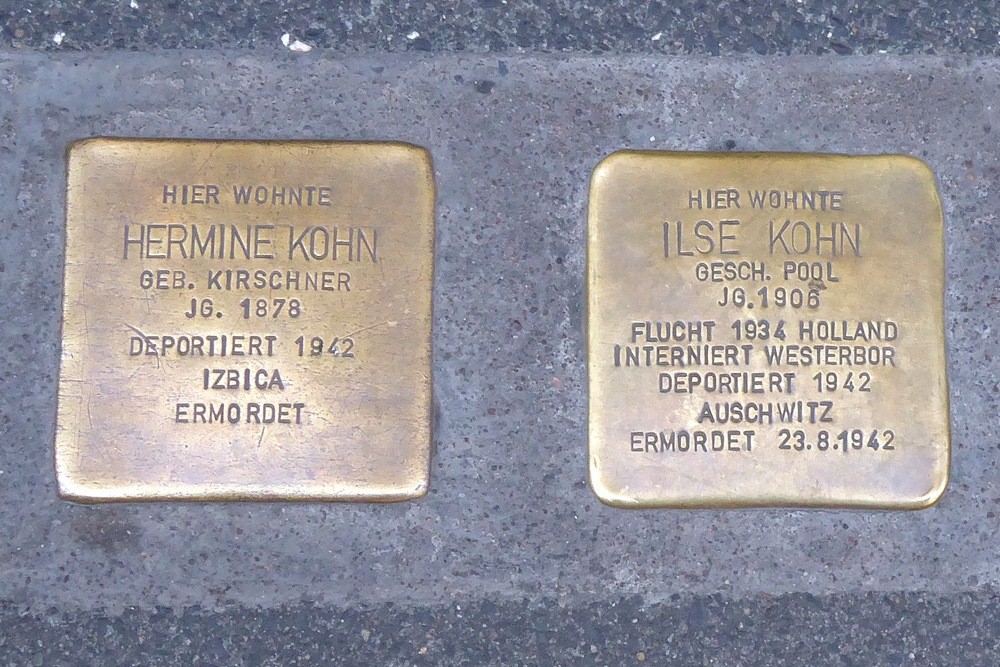 HIER WOHNTE
HERMINE KOHN
GEB. KIRSCHNER
JG. 1878
DEPORTIERT 1942
IZBICA
ERMORDET
HIER WOHNTE
ILSE KOHN
GESCH. POOL
JG. 1906
FLUCHT 1934 HOLLAND
INTERNIERT WESTERBOR
DEPORTIERT 1942
AUSCHWITZ
ERMORDET 23.8.1942